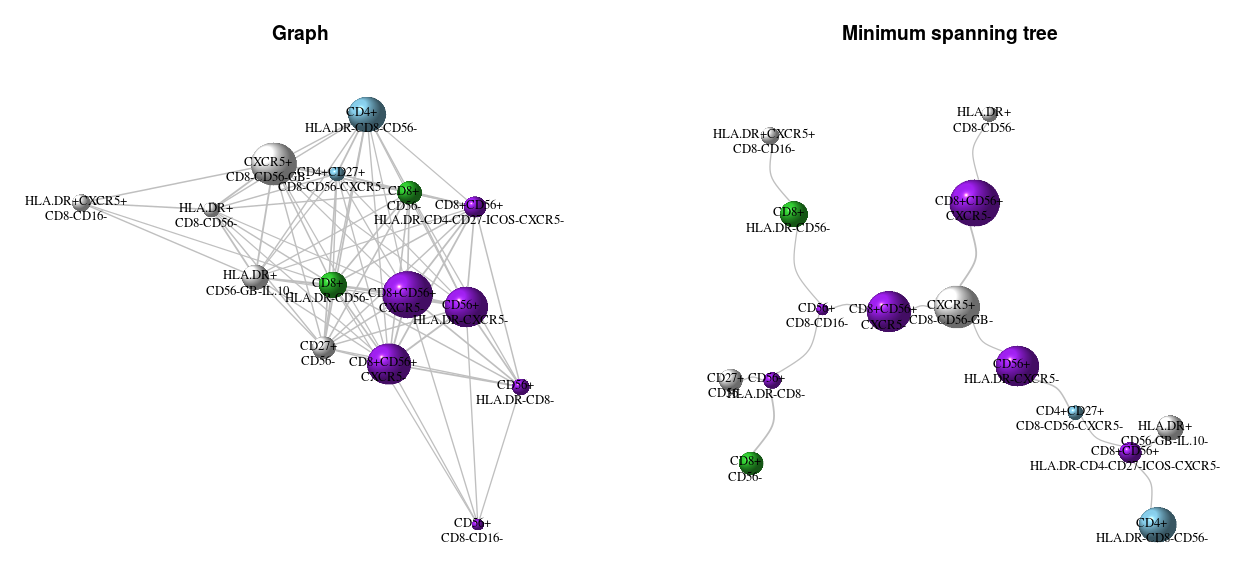 Graph
CD4+
HLA.DR-CD8-CD56-
CXCR5+
CD8-CD56-GB-
CD4+CD27+
CD8-CD56-CXCR5-
CD8+
CD56-
HLA.DR+CXCR5+
CD8-CD16-
HLA.DR+
CD8-CD56-
CD8+CD56+
HLA.DR-CD4-CD27-ICOS-CXCR5-
HLA.DR+
CD56-GB-IL.10-
CD8+
HLA.DR-CD56-
CD8+CD56+
CXCR5-
CD56+
HLA.DR-CXCR5-
CD27+
CD56-
CD8+CD56+
CXCR5-
CD56+
HLA.DR-CD8-
CD56+
CD8-CD16-
Minimum spanning tree
HLA.DR+
CD8-CD56-
HLA.DR+CXCR5+
CD8-CD16-
CD8+CD56+
CXCR5-
CD8+
HLA.DR-CD56-
CD56+
CD8-CD16-
CD8+CD56+
CXCR5-
CXCR5+
CD8-CD56-GB-
CD56+
HLA.DR-CXCR5-
CD27+
CD56-
CD56+
HLA.DR-CD8-
CD4+CD27+
CD8-CD56-CXCR5-
HLA.DR+
CD56-GB-IL.10-
CD8+CD56+
HLA.DR-CD4-CD27-ICOS-CXCR5-
CD8+
CD56-
CD4+
HLA.DR-CD8-CD56-